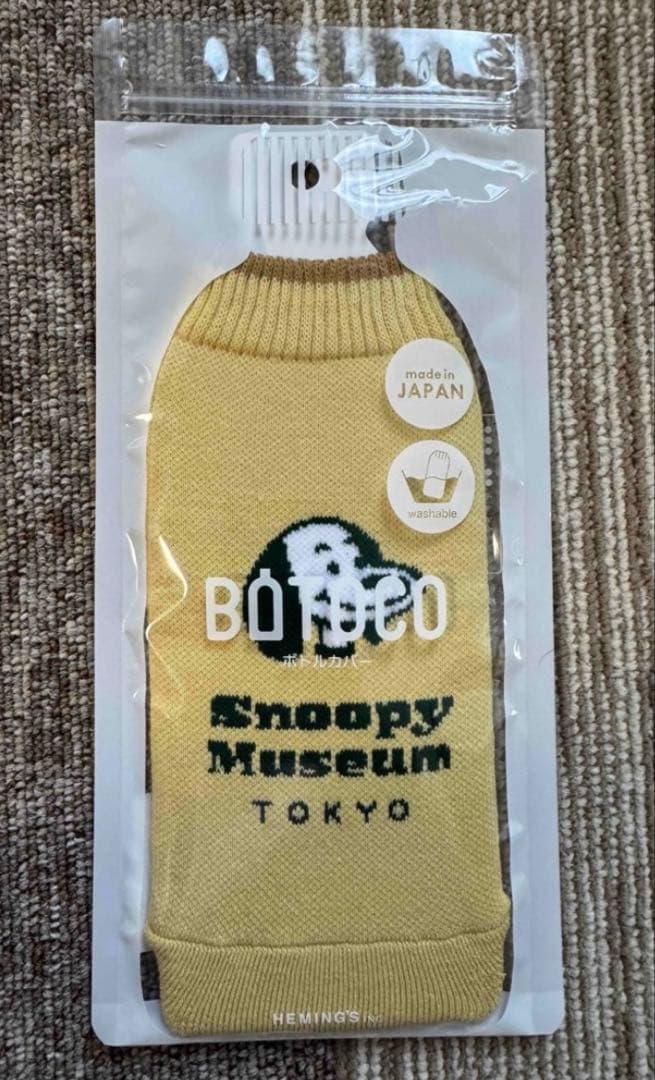 made in
JAPAN
washable
BOTOCO
ボトルカバー
Snoopy
Museum
TOKYO
HEMING'S INC.